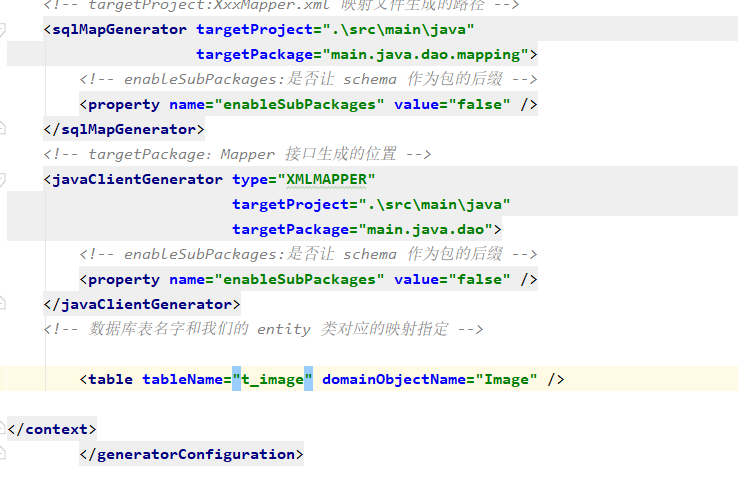 <!-- targetProject:XxxMapper.xml 映射文件生成的路径 -->
<sqlMapGenerator targetProject=".\src\main\java"
targetPackage="main.java.dao.mapping">
<!-- enableSubPackages:是否让 schema 作为包的后缀 -->
<property name="enableSubPackages" value="false" />
</sqlMapGenerator>
<!-- targetPackage: Mapper 接口生成的位置 -->
<javaClientGenerator type="XMLMAPPER"
targetProject=".\src\main\java"
targetPackage="main.java.dao">
<!-- enableSubPackages:是否让 schema 作为包的后缀 -->
<property name="enableSubPackages" value="false" />
</javaClientGenerator>
<!-- 数据库表名字和我们的 entity 类对应的映射指定 -->
<table tableName="t_image" domainObjectName="Image" />
</context>
</generatorConfiguration>